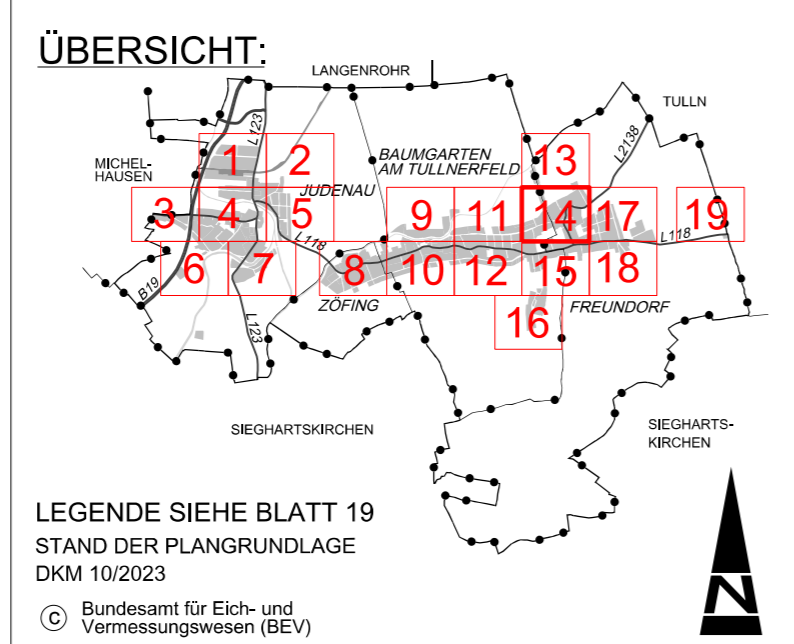 ÜBERSICHT:
LANGENROHR
TULLN
L123
L2138
MICHEL-
HAUSEN
BAUMGARTEN
AM TULLNERFELD
JUDENAU
1
2
13
3
4
5
9
11
14
17
19
L118
L118
6
7
8
10
12
15
18
B19
ZÖFING
FREUNDORF
L123
16
SIEGHARTSKIRCHEN
SIEGHARTS-
KIRCHEN
LEGENDE SIEHE BLATT 19
STAND DER PLANGRUNDLAGE
DKM 10/2023
© Bundesamt für Eich- und
Vermessungswesen (BEV)
N